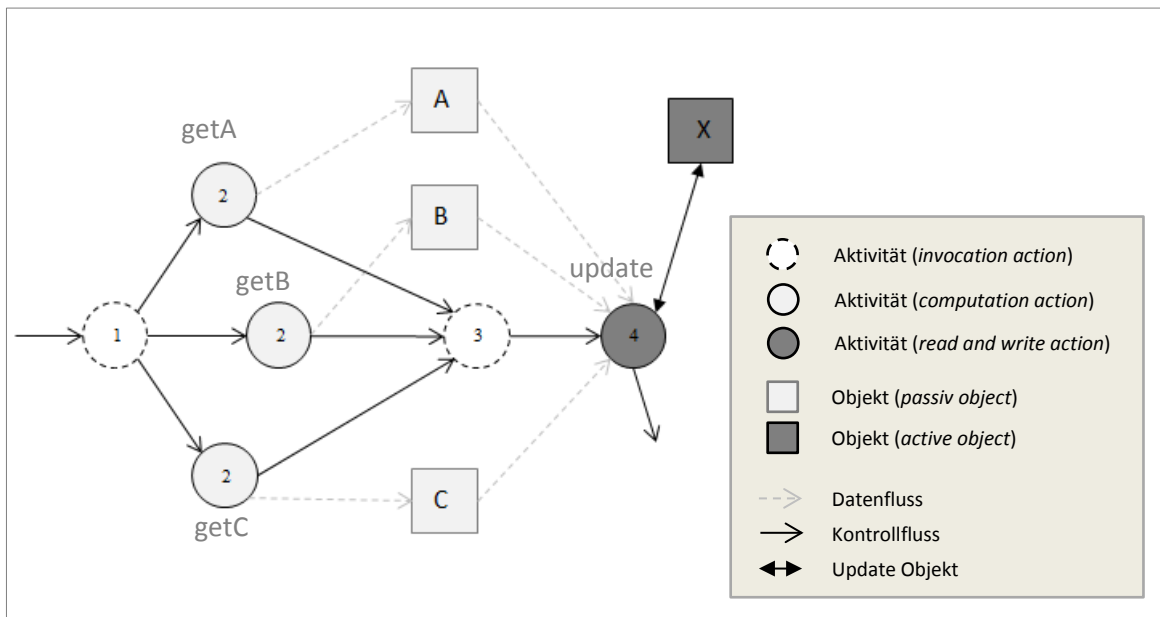 A
X
getA
2
B
update
getB
1
2
3
4
2
C
getC
Aktivität (invocation action)
Aktivität (computation action)
Aktivität (read and write action)
Objekt (passiv object)
Objekt (active object)
Datenfluss
Kontrollfluss
Update Objekt